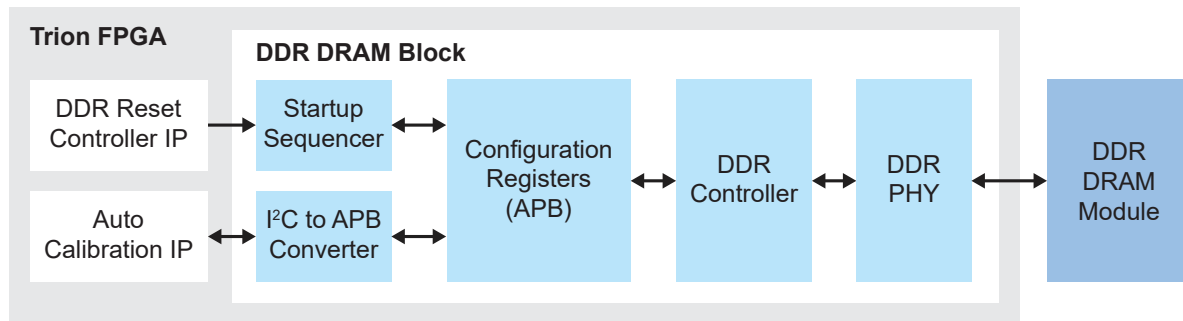 Trion FPGA
DDR DRAM Block
DDR Reset
Controller IP
Startup
Sequencer
Auto
Calibration IP
I²C to APB
Converter
Configuration
Registers
(APB)
DDR
Controller
DDR
PHY
DDR
DRAM
Module